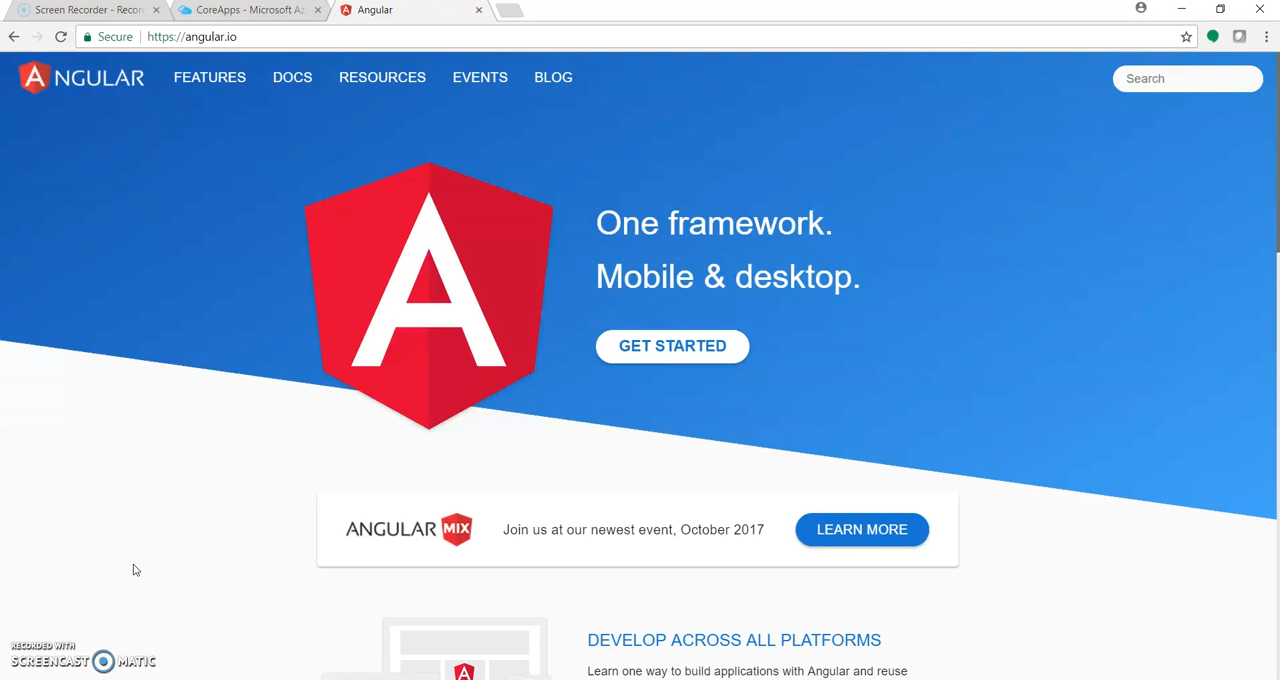 Screen Recorder - Recor
CoreApps - Microsoft Az
Angular
Secure
https://angular.io
ANGULAR
FEATURES
DOCS
RESOURCES
EVENTS
BLOG
Search
A
One framework.
Mobile & desktop.
GET STARTED
ANGULAR MIX
Join us at our newest event, October 2017
LEARN MORE
DEVELOP ACROSS ALL PLATFORMS
Learn one way to build applications with Angular and reuse
A
RECORDED WITH
SCREENCAST MATIC